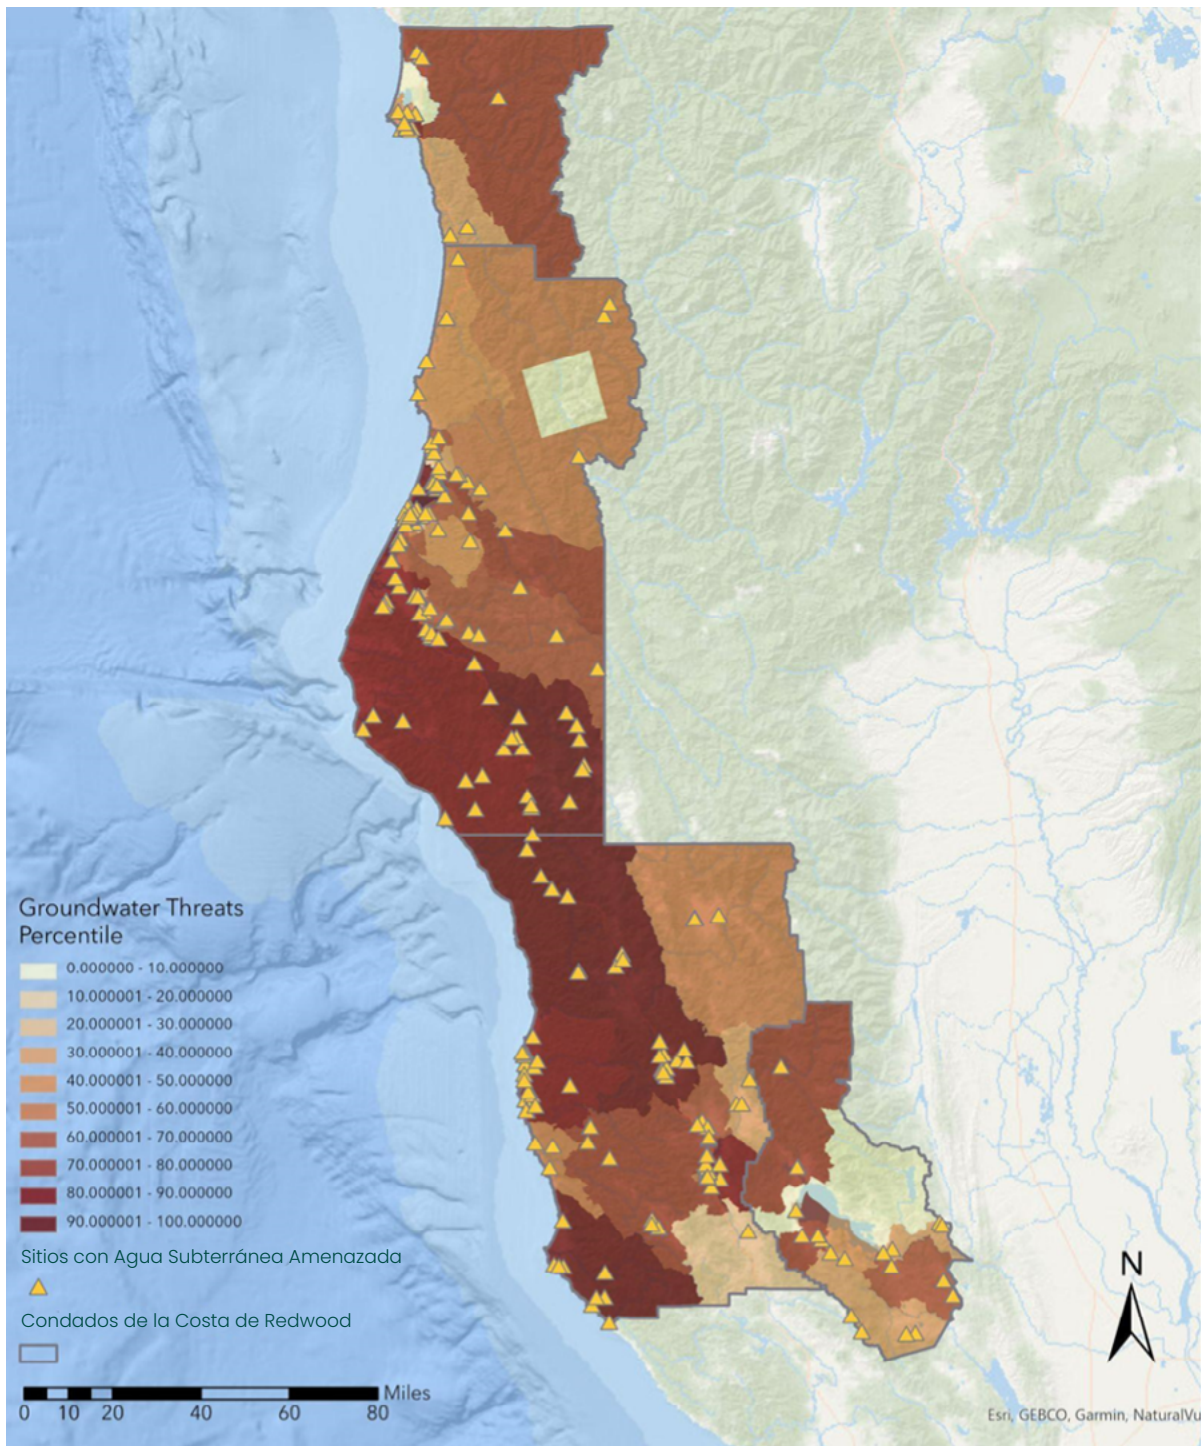 Groundwater Threats
Percentile
0.000000 - 10.000000
10.000001 - 20.000000
20.000001 - 30.000000
30.000001 - 40.000000
40.000001 - 50.000000
50.000001 - 60.000000
60.000001 - 70.000000
70.000001 - 80.000000
80.000001 - 90.000000
90.000001 - 100.000000
Sitios con Agua Subterránea Amenazada
Condados de la Costa de Redwood
Miles
0 10 20 40 60 80
N
Esri, GEBCO, Garmin, NaturalVu